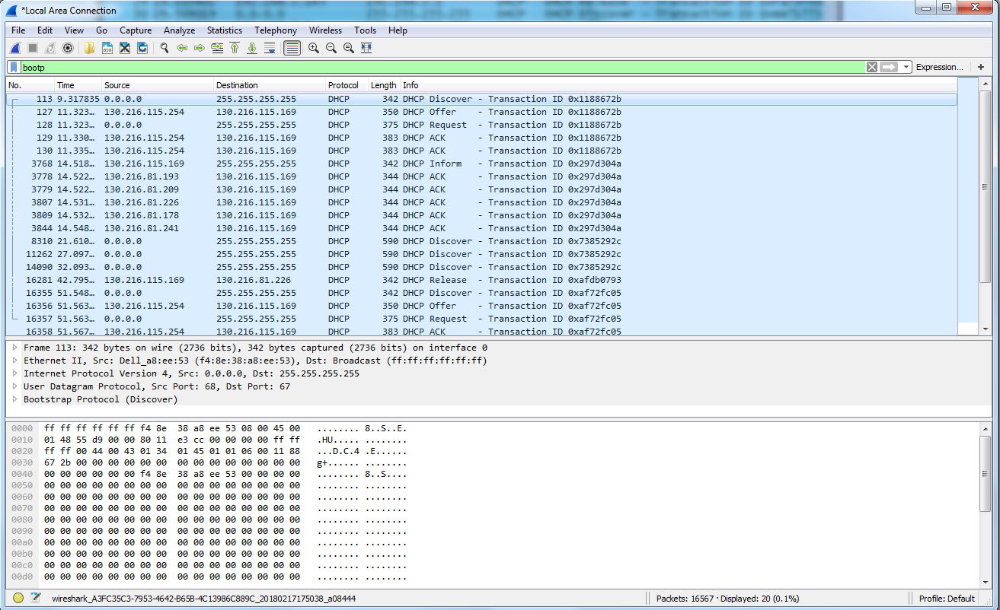 *Local Area Connection
File Edit View Go Capture Analyze Statistics Telephony Wireless Tools Help
bootp Expression... +
No. Time Source Destination Protocol Length Info
113 9.317835 0.0.0.0 255.255.255.255 DHCP 342 DHCP Discover - Transaction ID 0x1188672b
127 11.323… 130.216.115.254 130.216.115.169 DHCP 350 DHCP Offer - Transaction ID 0x1188672b
128 11.323… 0.0.0.0 255.255.255.255 DHCP 375 DHCP Request - Transaction ID 0x1188672b
129 11.330… 130.216.115.254 130.216.115.169 DHCP 383 DHCP ACK - Transaction ID 0x1188672b
130 11.335… 130.216.115.254 130.216.115.169 DHCP 383 DHCP ACK - Transaction ID 0x1188672b
3768 14.518… 130.216.115.169 255.255.255.255 DHCP 342 DHCP Inform - Transaction ID 0x297d304a
3778 14.522… 130.216.81.193 130.216.115.169 DHCP 344 DHCP ACK - Transaction ID 0x297d304a
3779 14.522… 130.216.81.209 130.216.115.169 DHCP 344 DHCP ACK - Transaction ID 0x297d304a
3807 14.531… 130.216.81.226 130.216.115.169 DHCP 344 DHCP ACK - Transaction ID 0x297d304a
3809 14.532… 130.216.81.178 130.216.115.169 DHCP 344 DHCP ACK - Transaction ID 0x297d304a
3844 14.548… 130.216.81.241 130.216.115.169 DHCP 344 DHCP ACK - Transaction ID 0x297d304a
8310 21.610… 0.0.0.0 255.255.255.255 DHCP 590 DHCP Discover - Transaction ID 0x7385292c
11262 27.097… 0.0.0.0 255.255.255.255 DHCP 590 DHCP Discover - Transaction ID 0x7385292c
14090 32.093… 0.0.0.0 255.255.255.255 DHCP 590 DHCP Discover - Transaction ID 0x7385292c
16281 42.795… 130.216.115.169 130.216.81.226 DHCP 342 DHCP Release - Transaction ID 0xafdb0793
16355 51.548… 0.0.0.0 255.255.255.255 DHCP 342 DHCP Discover - Transaction ID 0xaf72fc05
16356 51.563… 130.216.115.254 130.216.115.169 DHCP 350 DHCP Offer - Transaction ID 0xaf72fc05
16357 51.563… 0.0.0.0 255.255.255.255 DHCP 375 DHCP Request - Transaction ID 0xaf72fc05
16358 51.567… 130.216.115.254 130.216.115.169 DHCP 383 DHCP ACK - Transaction ID 0xaf72fc05
Frame 113: 342 bytes on wire (2736 bits), 342 bytes captured (2736 bits) on interface 0
Ethernet II, Src: Dell_a8:ee:53 (f4:8e:38:a8:ee:53), Dst: Broadcast (ff:ff:ff:ff:ff:ff)
Internet Protocol Version 4, Src: 0.0.0.0, Dst: 255.255.255.255
User Datagram Protocol, Src Port: 68, Dst Port: 67
Bootstrap Protocol (Discover)
0000 ff ff ff ff ff ff f4 8e 38 a8 ee 53 08 00 45 00 ........ 8..S..E.
0010 01 48 55 d9 00 00 80 11 e3 cc 00 00 00 00 ff ff .HU..... ........
0020 ff ff 00 44 00 43 01 34 01 45 01 01 06 00 11 88 ...D.C.4 .E......
0030 67 2b 00 00 00 00 00 00 00 00 00 00 00 00 00 00 g+...... ........
0040 00 00 00 00 00 00 f4 8e 38 a8 ee 53 00 00 00 00 ........ 8..S....
0050 00 00 00 00 00 00 00 00 00 00 00 00 00 00 00 00 ........ ........
0060 00 00 00 00 00 00 00 00 00 00 00 00 00 00 00 00 ........ ........
0070 00 00 00 00 00 00 00 00 00 00 00 00 00 00 00 00 ........ ........
0080 00 00 00 00 00 00 00 00 00 00 00 00 00 00 00 00 ........ ........
0090 00 00 00 00 00 00 00 00 00 00 00 00 00 00 00 00 ........ ........
00a0 00 00 00 00 00 00 00 00 00 00 00 00 00 00 00 00 ........ ........
00b0 00 00 00 00 00 00 00 00 00 00 00 00 00 00 00 00 ........ ........
00c0 00 00 00 00 00 00 00 00 00 00 00 00 00 00 00 00 ........ ........
00d0 00 00 00 00 00 00 00 00 00 00 00 00 00 00 00 00 ........ ........
wireshark_A3FC35C3-7953-4642-B65B-4C13986C889C_20180217175038_a08444 Packets: 16567 · Displayed: 20 (0.1%) Profile: Default